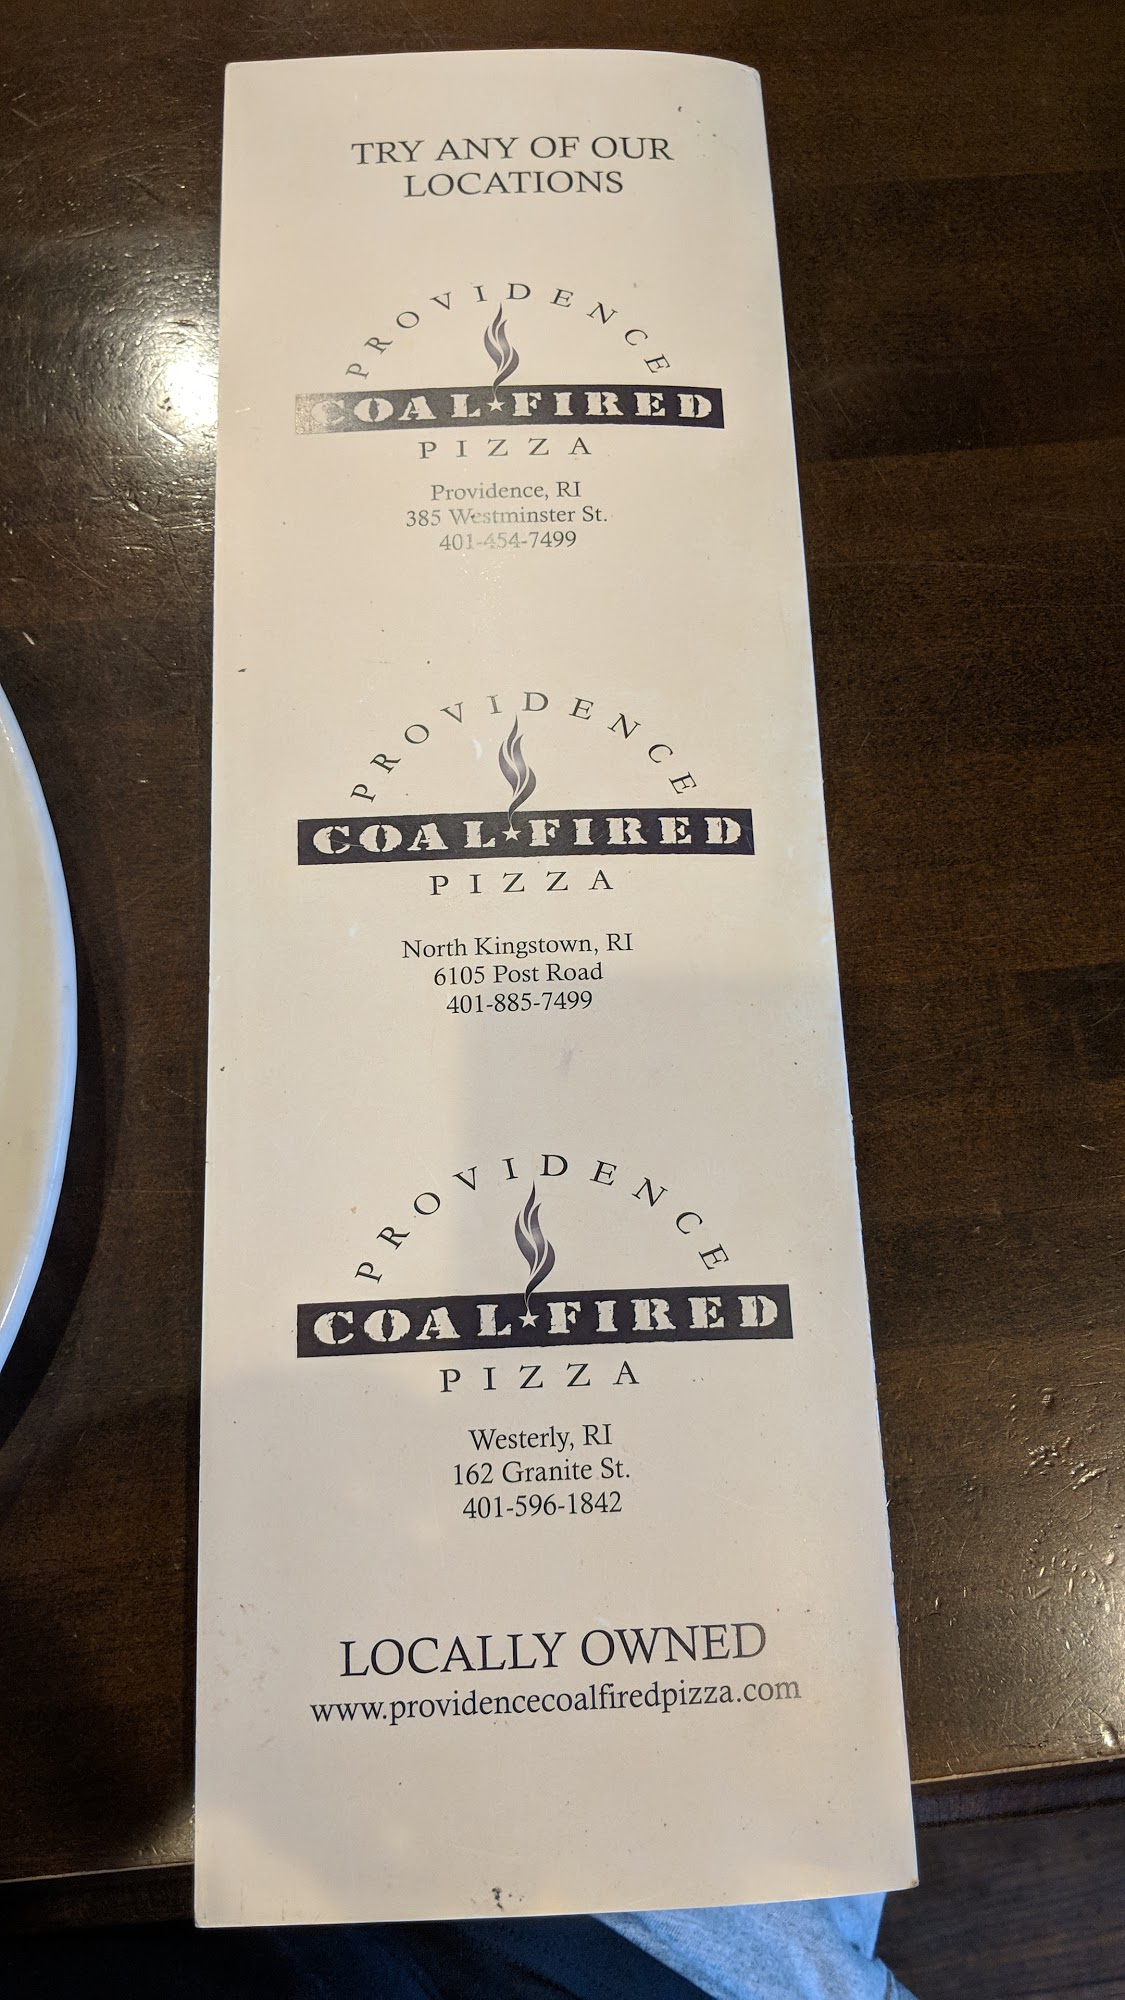 TRY ANY OF OUR
LOCATIONS
PROVIDENCE
COAL★FIRED
PIZZA
Providence, RI
385 Westminster St.
401-454-7499
PROVIDENCE
COAL★FIRED
PIZZA
North Kingstown, RI
6105 Post Road
401-885-7499
PROVIDENCE
COAL★FIRED
PIZZA
Westerly, RI
162 Granite St.
401-596-1842
LOCALLY OWNED
www.providencecoalfiredpizza.com